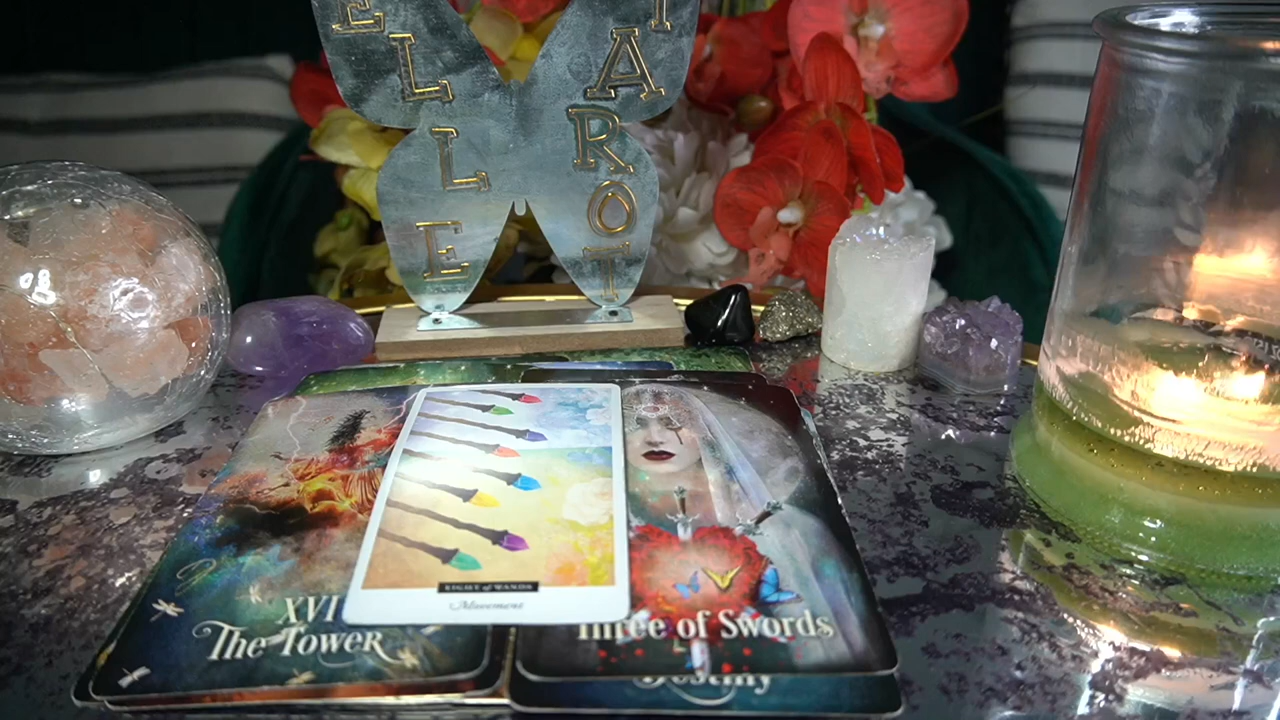 ELLE
TAROT
EIGHT of WANDS
Movement
XVI
The Tower
Three of Swords
Destiny